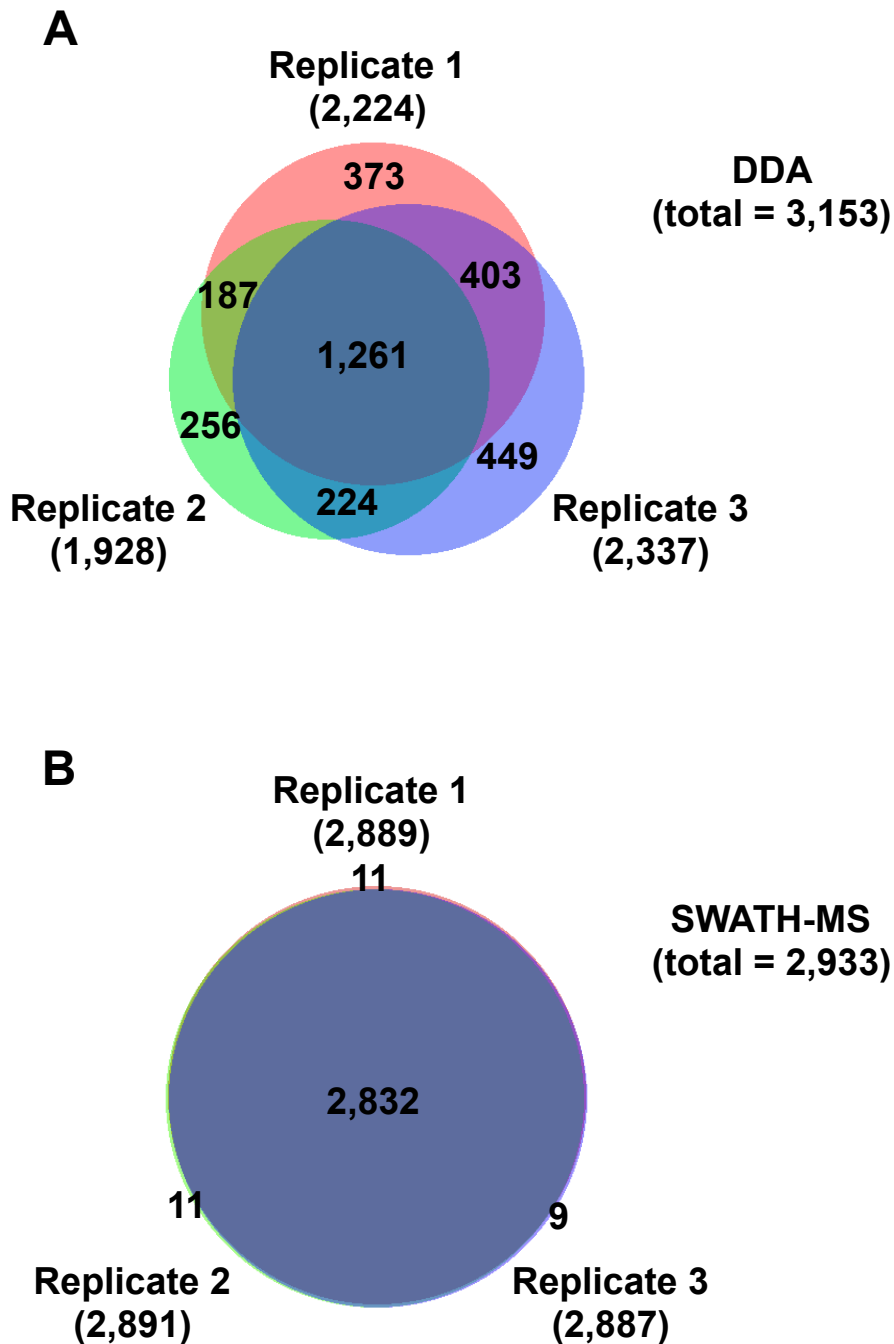 A
Replicate 1
(2,224)
DDA
(total = 3,153)
373
403
187
1,261
256
449
224
Replicate 2
(1,928)
Replicate 3
(2,337)
B
Replicate 1
(2,889)
11
SWATH-MS
(total = 2,933)
2,832
11
9
Replicate 2
(2,891)
Replicate 3
(2,887)